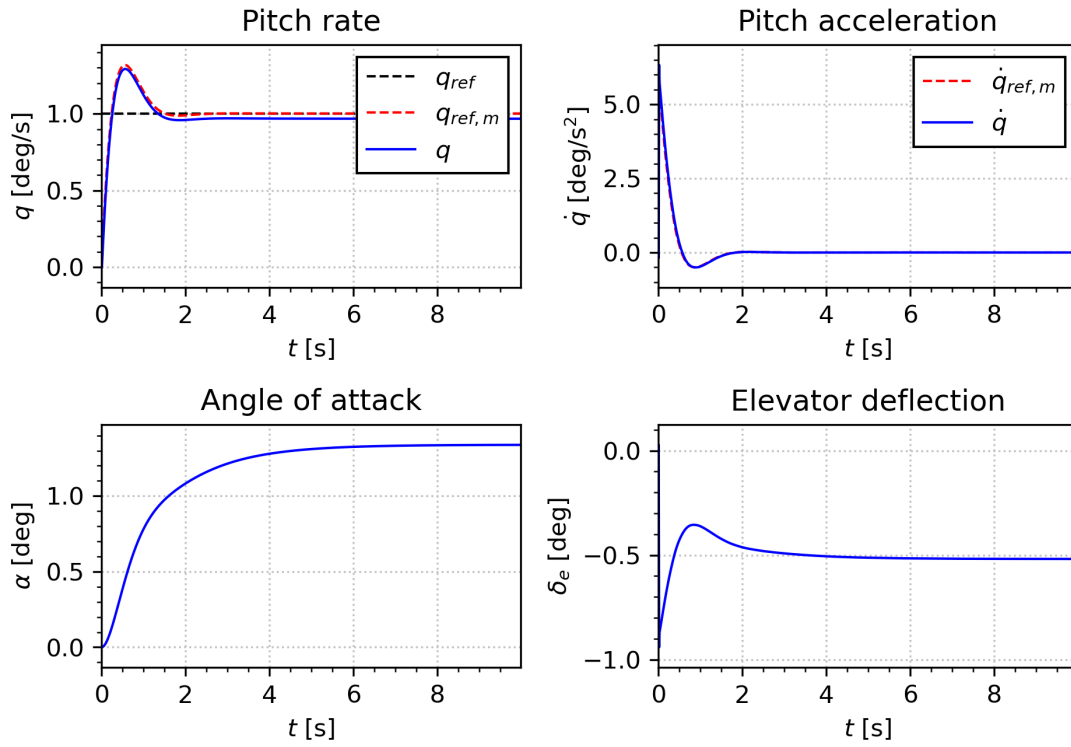 Pitch rate
q [deg/s]
1.0
0.5
0.0
q_ref
q_ref,m
q
0 2 4 6 8
t [s]
Pitch acceleration
q̇ [deg/s²]
5.0
2.5
0.0
q̇_ref,m
q̇
0 2 4 6 8
t [s]
Angle of attack
α [deg]
1.0
0.5
0.0
0 2 4 6 8
t [s]
Elevator deflection
δ_e [deg]
0.0
−0.5
−1.0
0 2 4 6 8
t [s]